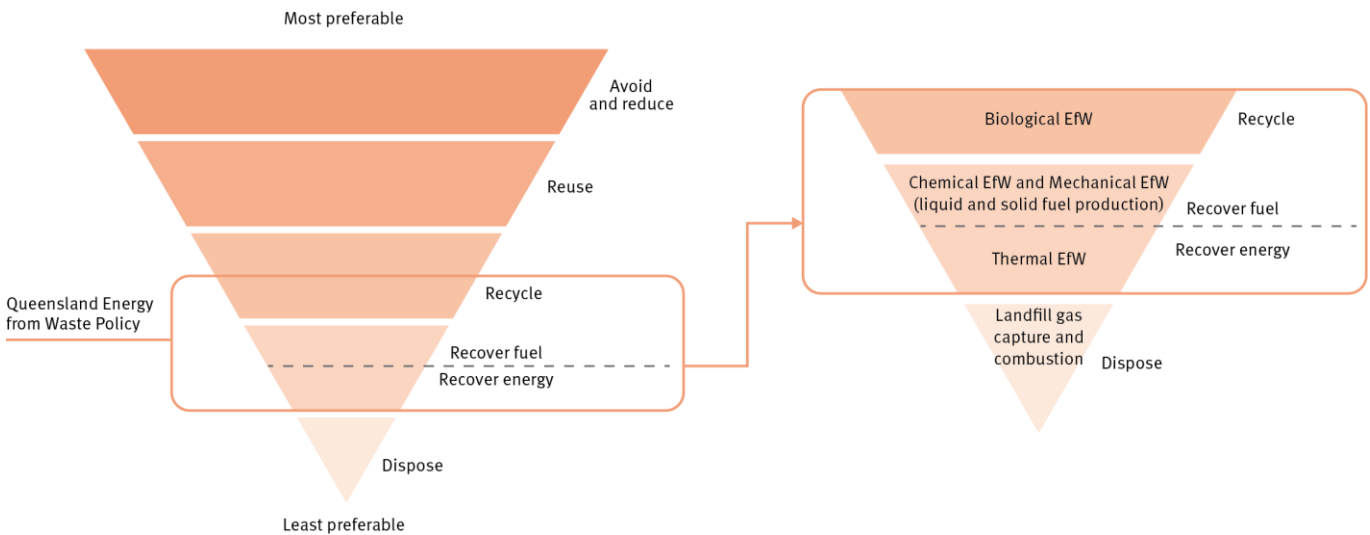 Most preferable
Avoid
and reduce
Reuse
Recycle
Queensland Energy
from Waste Policy
Recover fuel
Recover energy
Dispose
Least preferable
Biological EfW
Recycle
Chemical EfW and Mechanical EfW
(liquid and solid fuel production)
Recover fuel
Recover energy
Thermal EfW
Landfill gas
capture and
combustion
Dispose